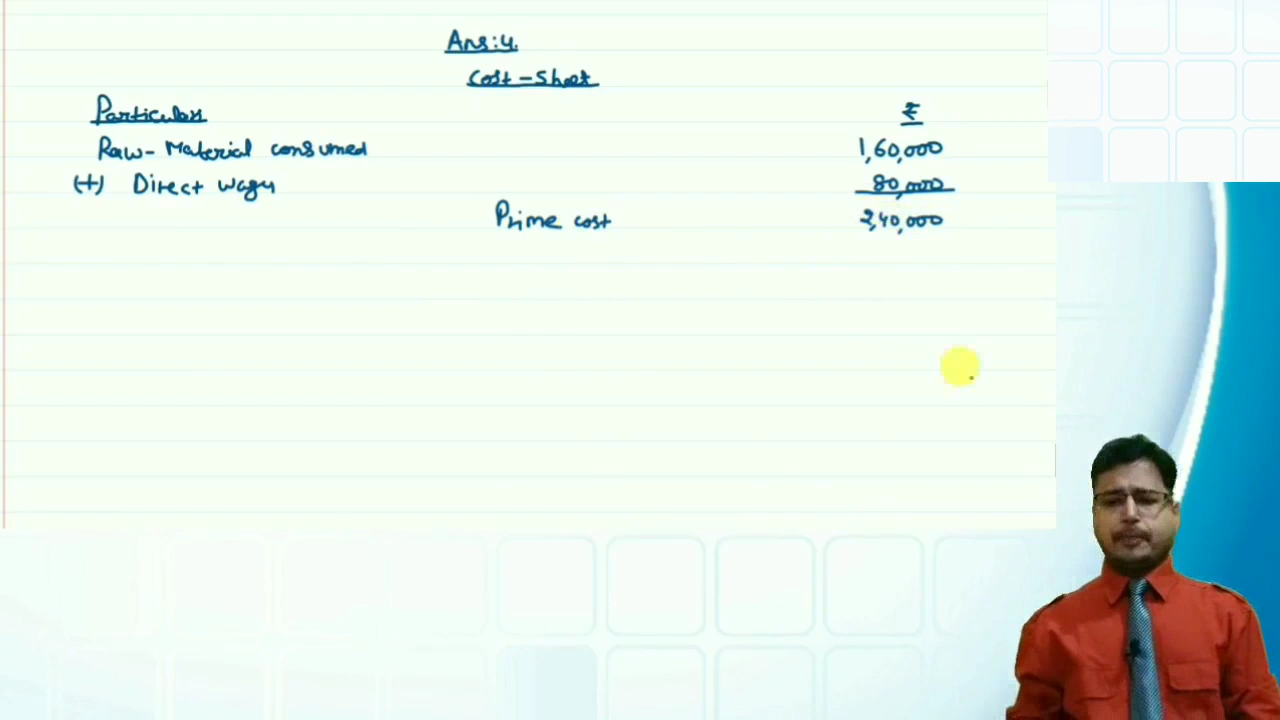 Ans:4.
Cost-Sheet
Particulars ₹
Raw-Material consumed 1,60,000
(+) Direct wages 80,000
Prime cost 2,40,000